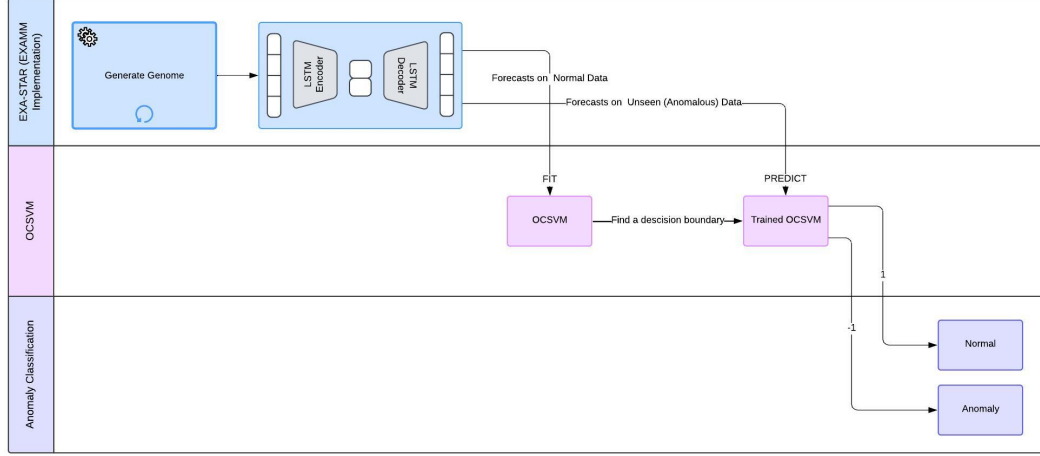 EXA-STAR (EXAMM
Implementation)
Generate Genome
LSTM
Encoder
LSTM
Decoder
Forecasts on  Normal Data
Forecasts on  Unseen (Anomalous) Data
OCSVM
FIT
OCSVM
Find a descision boundary
PREDICT
Trained OCSVM
1
-1
Anomaly Classification
Normal
Anomaly